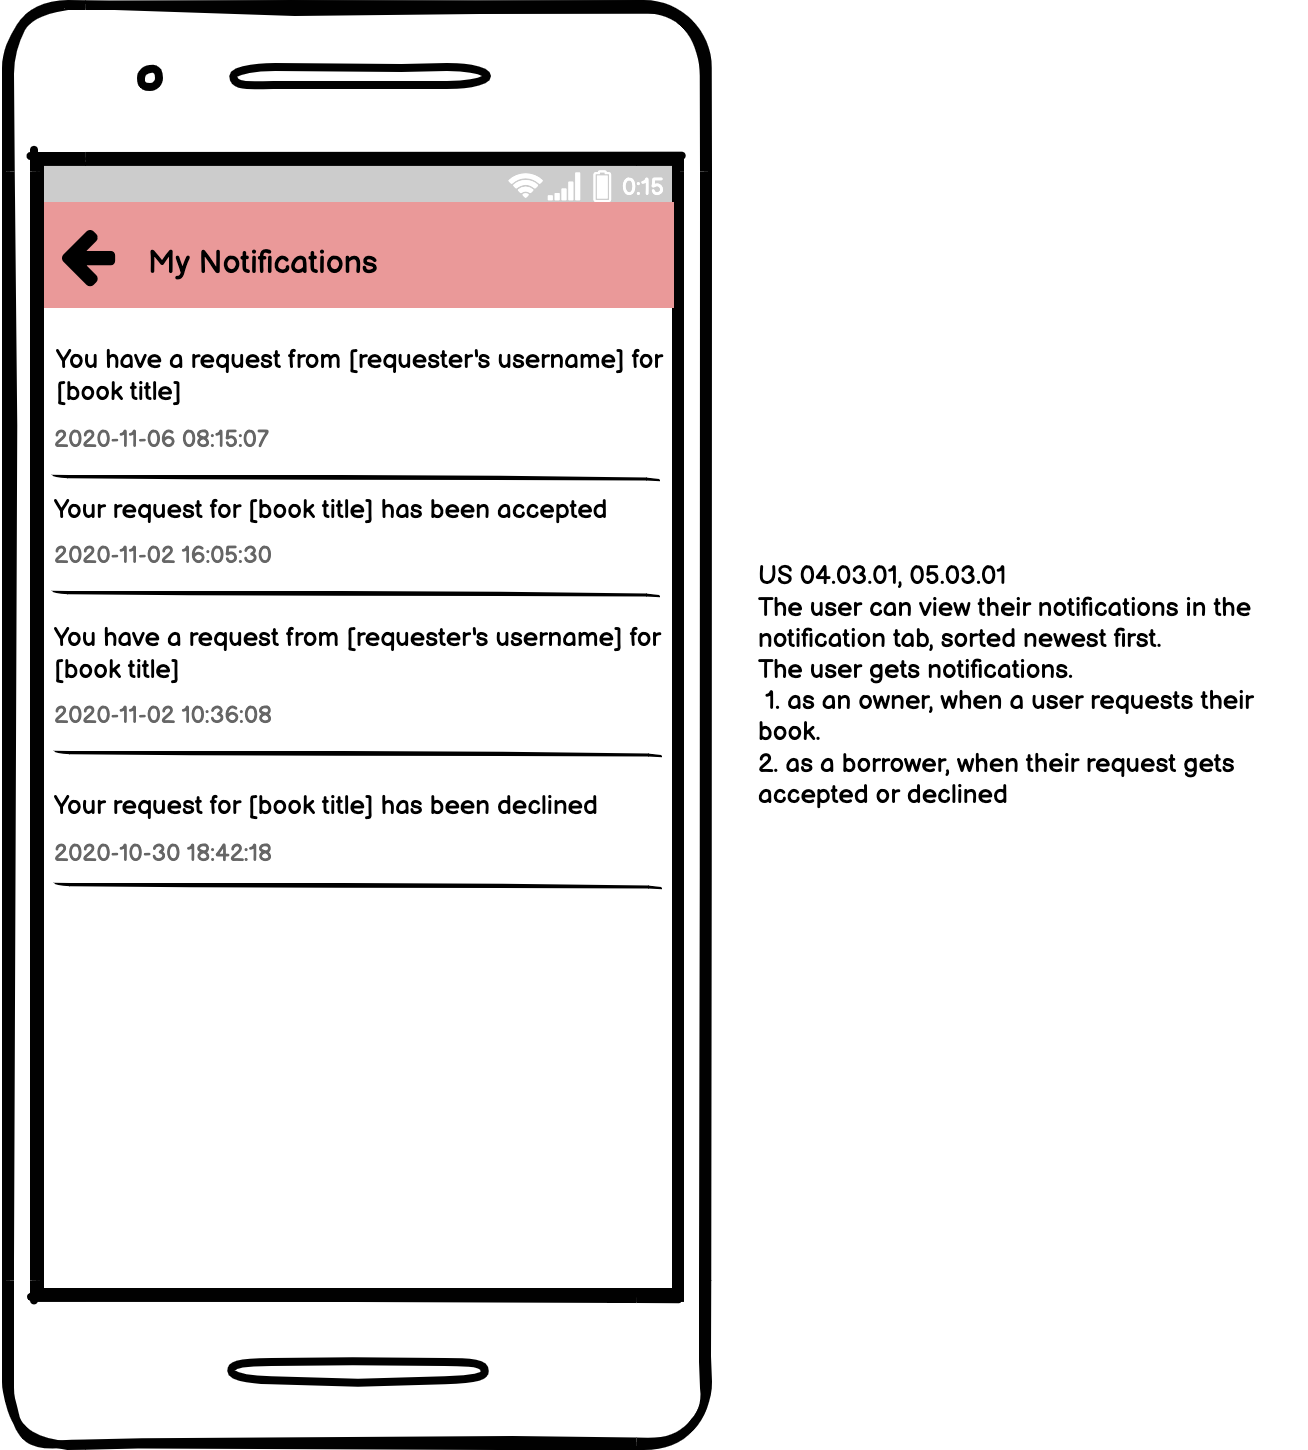 0:15
My Notifications
You have a request from [requester's username] for
[book title]
2020-11-06 08:15:07
Your request for [book title] has been accepted
2020-11-02 16:05:30
You have a request from [requester's username] for
[book title]
2020-11-02 10:36:08
Your request for [book title] has been declined
2020-10-30 18:42:18
US 04.03.01, 05.03.01
The user can view their notifications in the
notification tab, sorted newest first.
The user gets notifications.
1. as an owner, when a user requests their
book.
2. as a borrower, when their request gets
accepted or declined